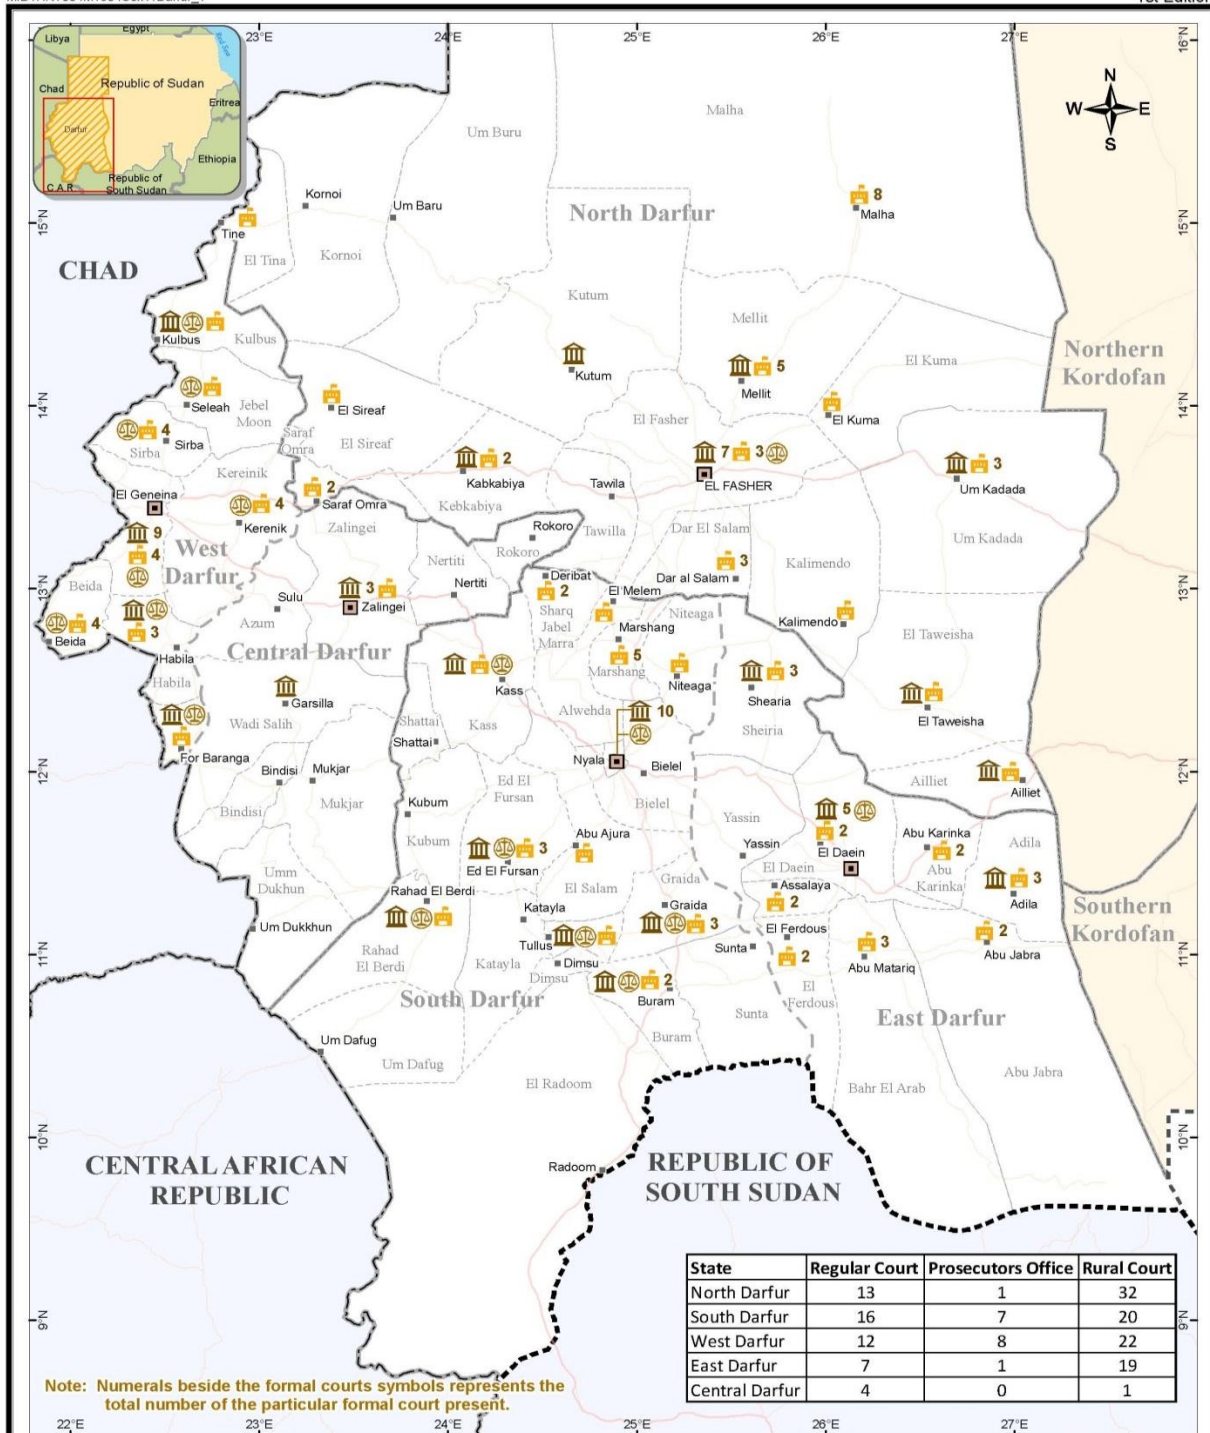 1st Edition
23°E
24°E
25°E
26°E
27°E
16°N
16°N
Libya
Egypt
Red Sea
Chad
Republic of Sudan
Eritrea
Darfur
Ethiopia
C.A.R.
Republic of
South Sudan
N
W
E
S
Malha
Um Buru
8
Malha
Kornoi
Um Baru
North Darfur
15°N
15°N
Tine
El Tina
Kornoi
CHAD
Kutum
Mellit
Kulbus
Kulbus
Kutum
5
Mellit
El Kuma
Northern
Kordofan
Seleah
Jebel
Moon
El Sireaf
14°N
14°N
El Kuma
4
Sirba
Sirba
Saraf
Omra
El Sireaf
El Fasher
Kereinik
2
Kabkabiya
7
3
EL FASHER
3
Um Kadada
El Geneina
2
Saraf Omra
Kebkabiya
Tawila
4
Kerenik
Zalingei
Rokoro
Rokoro
Tawilla
Dar El Salam
Um Kadada
9
4
West
Darfur
Nertiti
Nertiti
3
Dar al Salam
Kalimendo
13°N
13°N
Beida
3
Zalingei
Deribat
2
El Melem
4
Beida
3
Sulu
Azum
Sharq
Jabel
Marra
Marshang
Niteaga
Kalimendo
El Taweisha
Habila
Habila
Central Darfur
5
Marshang
Niteaga
3
Shearia
Kass
Garsilla
Wadi Salih
Shattai
Kass
Alwehda
10
El Taweisha
Sheiria
For Baranga
Shattai
Nyala
Bielel
12°N
12°N
Bindisi
Mukjar
Ed El
Fursan
Ailliet
Ailliet
Bindisi
Mukjar
Kubum
Bielel
Yassin
5
2
El Daein
Kubum
3
Ed El Fursan
Abu Ajura
Yassin
Abu Karinka
2
Adila
Umm
Dukhun
El Salam
Graida
El Daein
Abu
Karinka
3
Adila
Rahad El Berdi
Assalaya
2
Um Dukkhun
Katayla
Graida
3
Southern
Kordofan
Rahad
El Berdi
Tullus
El Ferdous
2
3
Abu Matariq
2
Abu Jabra
11°N
11°N
Katayla
Dimsu
Dimsu
Sunta
2
Buram
South Darfur
Sunta
El
Ferdous
East Darfur
Um Dafug
Um Dafug
Buram
El Radoom
Bahr El Arab
Abu Jabra
10°N
10°N
CENTRAL AFRICAN
REPUBLIC
Radoom
REPUBLIC OF
SOUTH SUDAN
State Regular Court Prosecutors Office Rural Court
North Darfur 13 1 32
South Darfur 16 7 20
West Darfur 12 8 22
East Darfur 7 1 19
Central Darfur 4 0 1
9°N
9°N
Note: Numerals beside the formal courts symbols represents the
total number of the particular formal court present.
22°E
23°E
24°E
25°E
26°E
27°E